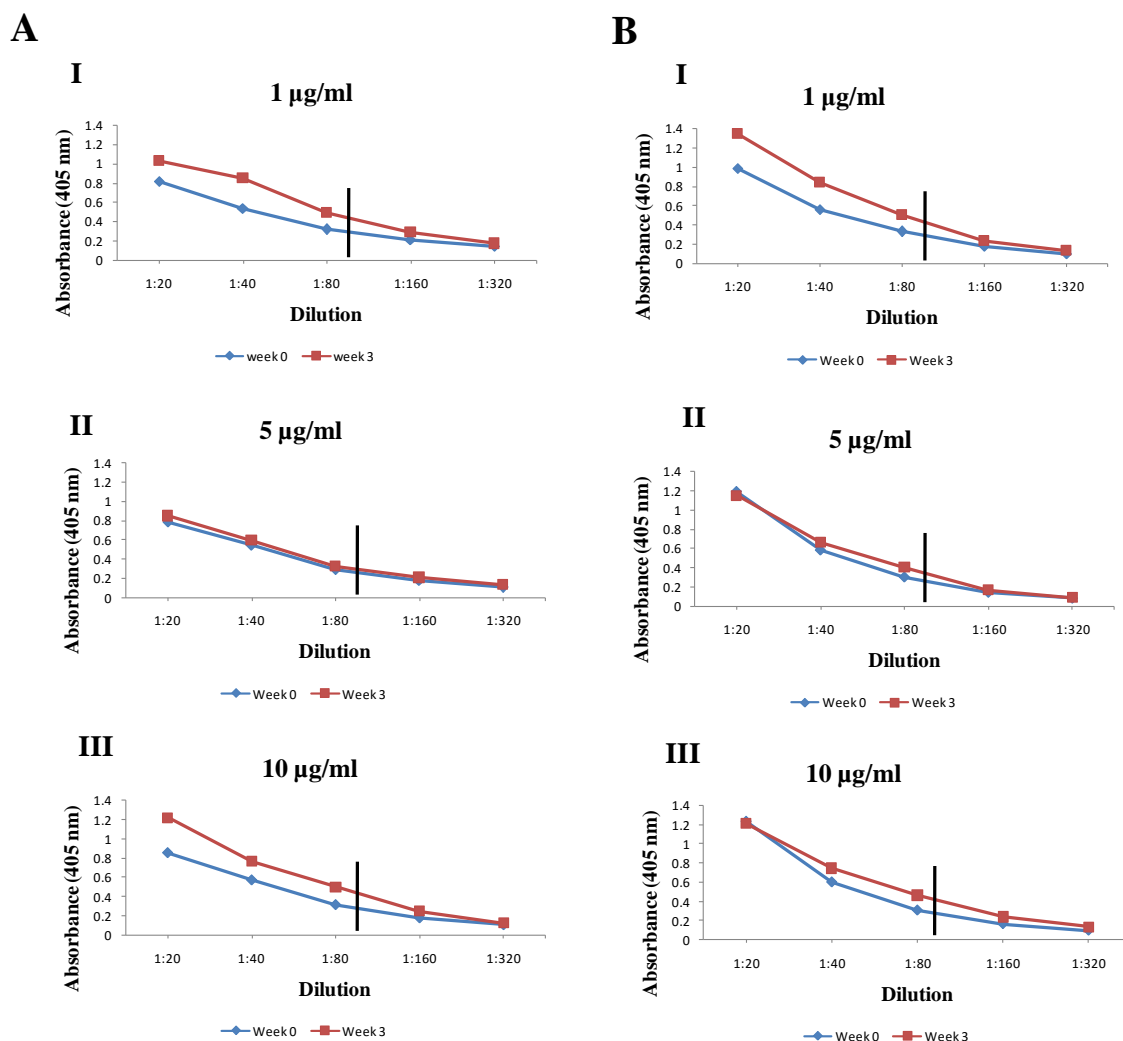 A
I
1 µg/ml
Absorbance (405 nm)
1.4
1.2
1
0.8
0.6
0.4
0.2
0
1:20 1:40 1:80 1:160 1:320
Dilution
week 0 week 3
II
5 µg/ml
Absorbance (405 nm)
1.4
1.2
1
0.8
0.6
0.4
0.2
0
1:20 1:40 1:80 1:160 1:320
Dilution
Week 0 Week 3
III
10 µg/ml
Absorbance (405 nm)
1.4
1.2
1
0.8
0.6
0.4
0.2
0
1:20 1:40 1:80 1:160 1:320
Dilution
Week 0 Week 3
B
I
1 µg/ml
Absorbance (405 nm)
1.4
1.2
1
0.8
0.6
0.4
0.2
0
1:20 1:40 1:80 1:160 1:320
Dilution
Week 0 Week 3
II
5 µg/ml
Absorbance (405 nm)
1.4
1.2
1
0.8
0.6
0.4
0.2
0
1:20 1:40 1:80 1:160 1:320
Dilution
Week 0 Week 3
III
10 µg/ml
Absorbance (405 nm)
1.4
1.2
1
0.8
0.6
0.4
0.2
0
1:20 1:40 1:80 1:160 1:320
Dilution
Week 0 Week 3